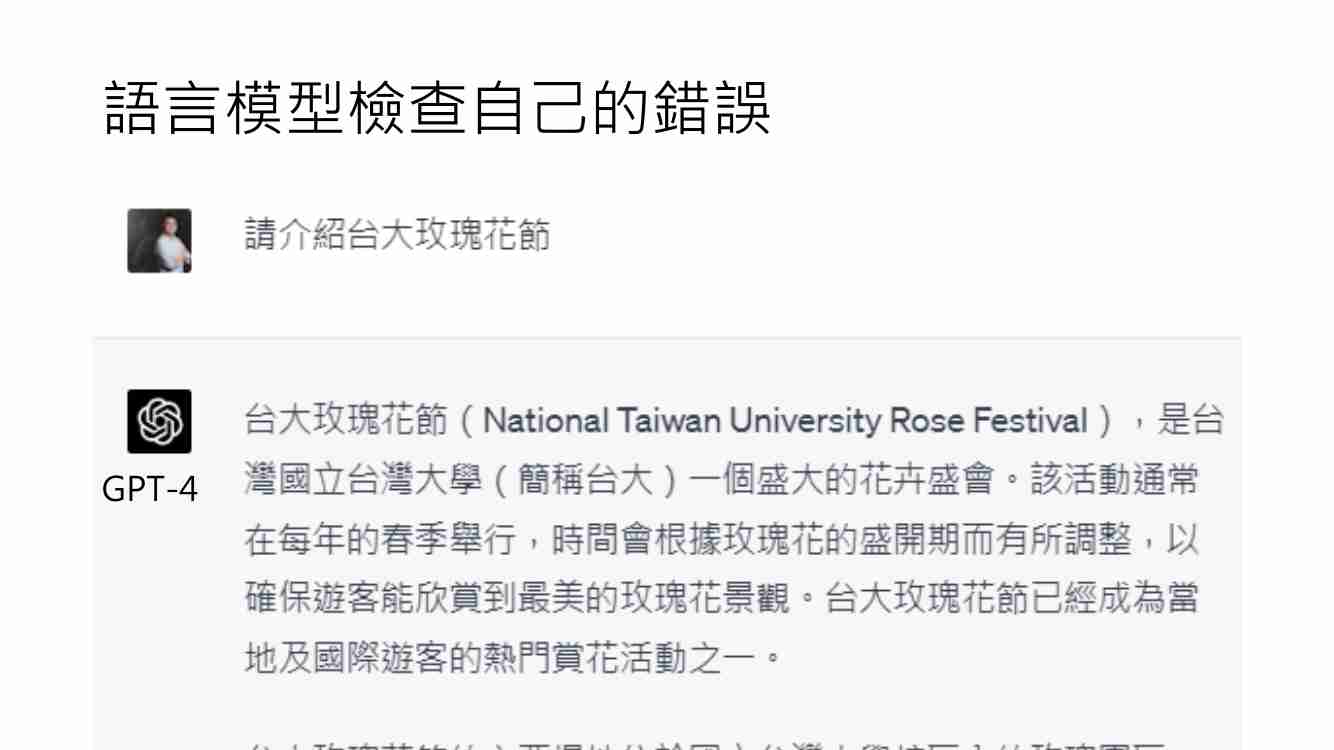 語言模型檢查自己的錯誤
請介紹台大玫瑰花節
GPT-4
台大玫瑰花節（National Taiwan University Rose Festival），是台
灣國立台灣大學（簡稱台大）一個盛大的花卉盛會。該活動通常
在每年的春季舉行，時間會根據玫瑰花的盛開期而有所調整，以
確保遊客能欣賞到最美的玫瑰花景觀。台大玫瑰花節已經成為當
地及國際遊客的熱門賞花活動之一。